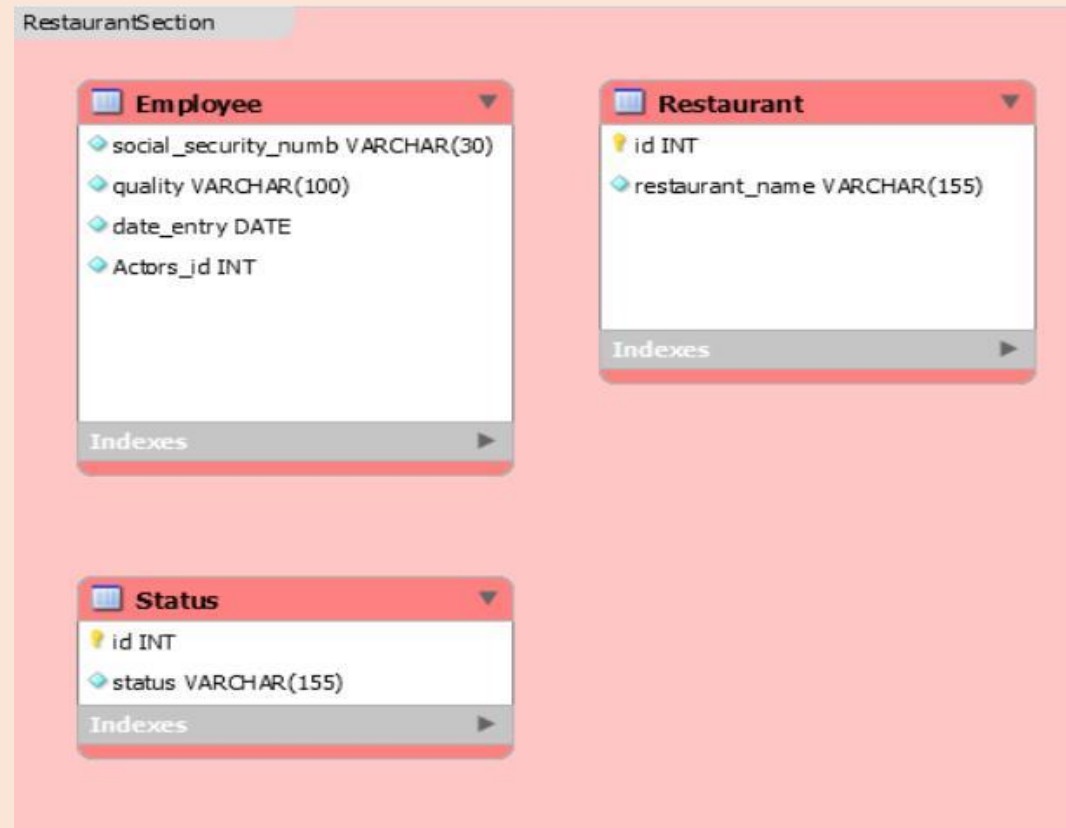 RestaurantSection
Employee
social_security_numb VARCHAR(30)
quality VARCHAR(100)
date_entry DATE
Actors_id INT
Indexes
Restaurant
id INT
restaurant_name VARCHAR(155)
Indexes
Status
id INT
status VARCHAR(155)
Indexes